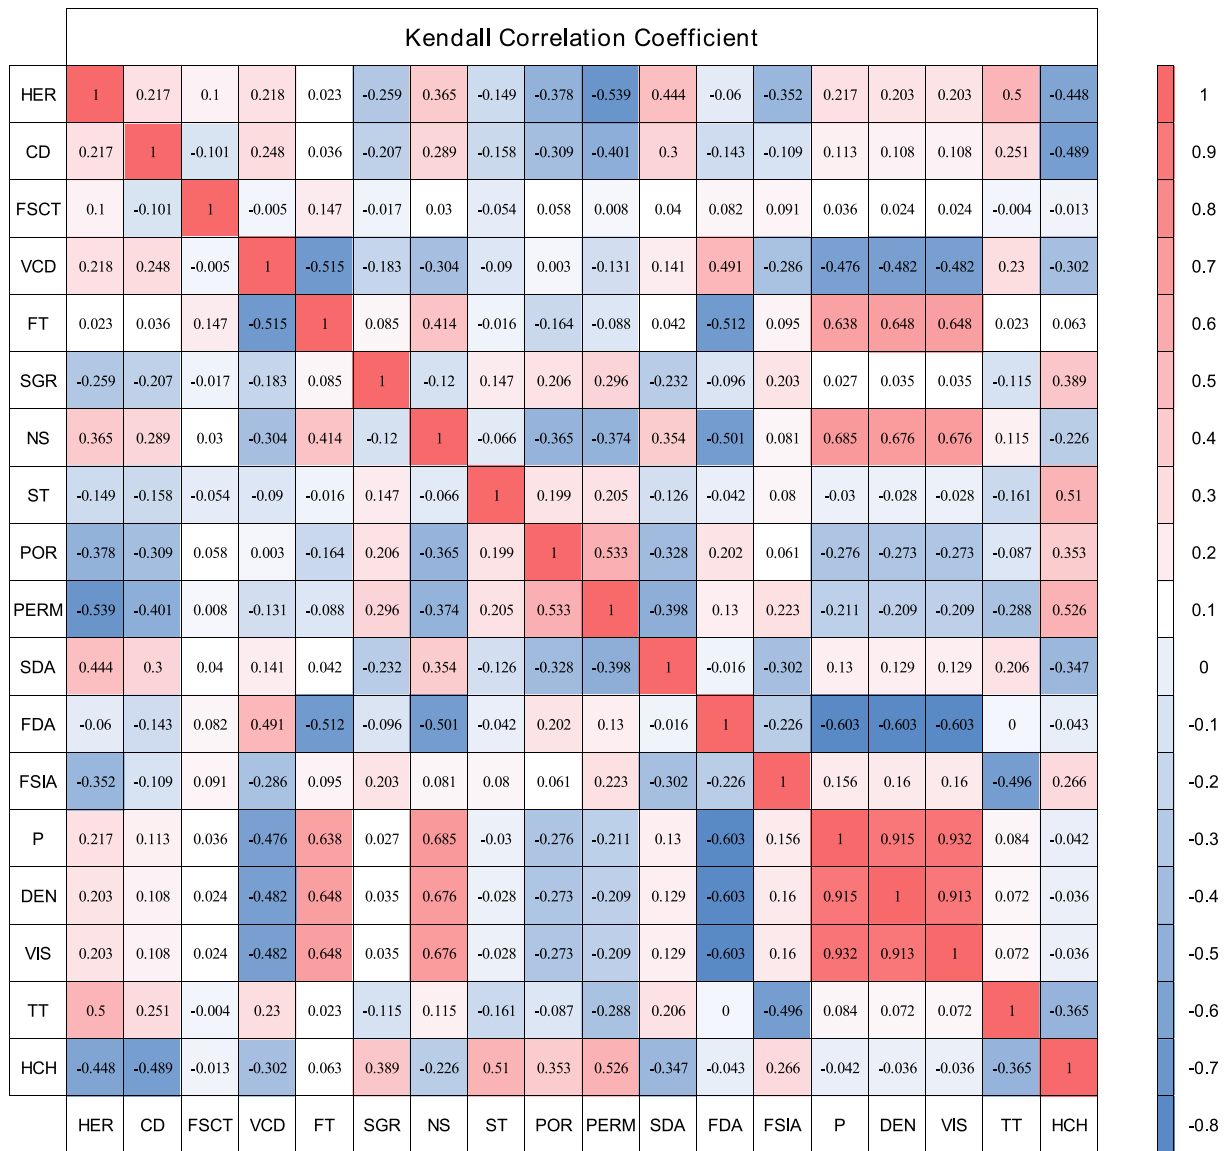 Kendall Correlation Coefficient
HER 1 0.217 0.1 0.218 0.023 -0.259 0.365 -0.149 -0.378 -0.539 0.444 -0.06 -0.352 0.217 0.203 0.203 0.5 -0.448 1
CD 0.217 1 -0.101 0.248 0.036 -0.207 0.289 -0.158 -0.309 -0.401 0.3 -0.143 -0.109 0.113 0.108 0.108 0.251 -0.489 0.9
FSCT 0.1 -0.101 1 -0.005 0.147 -0.017 0.03 -0.054 0.058 0.008 0.04 0.082 0.091 0.036 0.024 0.024 -0.004 -0.013 0.8
VCD 0.218 0.248 -0.005 1 -0.515 -0.183 -0.304 -0.09 0.003 -0.131 0.141 0.491 -0.286 -0.476 -0.482 -0.482 0.23 -0.302 0.7
FT 0.023 0.036 0.147 -0.515 1 0.085 0.414 -0.016 -0.164 -0.088 0.042 -0.512 0.095 0.638 0.648 0.648 0.023 0.063 0.6
SGR -0.259 -0.207 -0.017 -0.183 0.085 1 -0.12 0.147 0.206 0.296 -0.232 -0.096 0.203 0.027 0.035 0.035 -0.115 0.389 0.5
NS 0.365 0.289 0.03 -0.304 0.414 -0.12 1 -0.066 -0.365 -0.374 0.354 -0.501 0.081 0.685 0.676 0.676 0.115 -0.226 0.4
ST -0.149 -0.158 -0.054 -0.09 -0.016 0.147 -0.066 1 0.199 0.205 -0.126 -0.042 0.08 -0.03 -0.028 -0.028 -0.161 0.51 0.3
POR -0.378 -0.309 0.058 0.003 -0.164 0.206 -0.365 0.199 1 0.533 -0.328 0.202 0.061 -0.276 -0.273 -0.273 -0.087 0.353 0.2
PERM -0.539 -0.401 0.008 -0.131 -0.088 0.296 -0.374 0.205 0.533 1 -0.398 0.13 0.223 -0.211 -0.209 -0.209 -0.288 0.526 0.1
SDA 0.444 0.3 0.04 0.141 0.042 -0.232 0.354 -0.126 -0.328 -0.398 1 -0.016 -0.302 0.13 0.129 0.129 0.206 -0.347 0
FDA -0.06 -0.143 0.082 0.491 -0.512 -0.096 -0.501 -0.042 0.202 0.13 -0.016 1 -0.226 -0.603 -0.603 -0.603 0 -0.043 -0.1
FSIA -0.352 -0.109 0.091 -0.286 0.095 0.203 0.081 0.08 0.061 0.223 -0.302 -0.226 1 0.156 0.16 0.16 -0.496 0.266 -0.2
P 0.217 0.113 0.036 -0.476 0.638 0.027 0.685 -0.03 -0.276 -0.211 0.13 -0.603 0.156 1 0.915 0.932 0.084 -0.042 -0.3
DEN 0.203 0.108 0.024 -0.482 0.648 0.035 0.676 -0.028 -0.273 -0.209 0.129 -0.603 0.16 0.915 1 0.913 0.072 -0.036 -0.4
VIS 0.203 0.108 0.024 -0.482 0.648 0.035 0.676 -0.028 -0.273 -0.209 0.129 -0.603 0.16 0.932 0.913 1 0.072 -0.036 -0.5
TT 0.5 0.251 -0.004 0.23 0.023 -0.115 0.115 -0.161 -0.087 -0.288 0.206 0 -0.496 0.084 0.072 0.072 1 -0.365 -0.6
HCH -0.448 -0.489 -0.013 -0.302 0.063 0.389 -0.226 0.51 0.353 0.526 -0.347 -0.043 0.266 -0.042 -0.036 -0.036 -0.365 1 -0.7
HER CD FSCT VCD FT SGR NS ST POR PERM SDA FDA FSIA P DEN VIS TT HCH -0.8